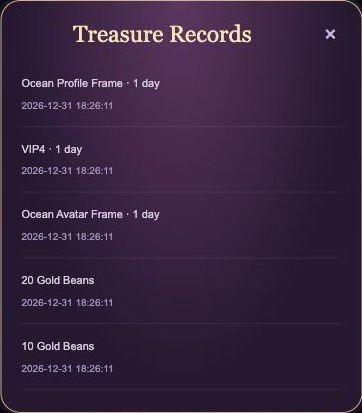 Treasure Records
Ocean Profile Frame · 1 day
2026-12-31 18:26:11
VIP4 · 1 day
2026-12-31 18:26:11
Ocean Avatar Frame · 1 day
2026-12-31 18:26:11
20 Gold Beans
2026-12-31 18:26:11
10 Gold Beans
2026-12-31 18:26:11